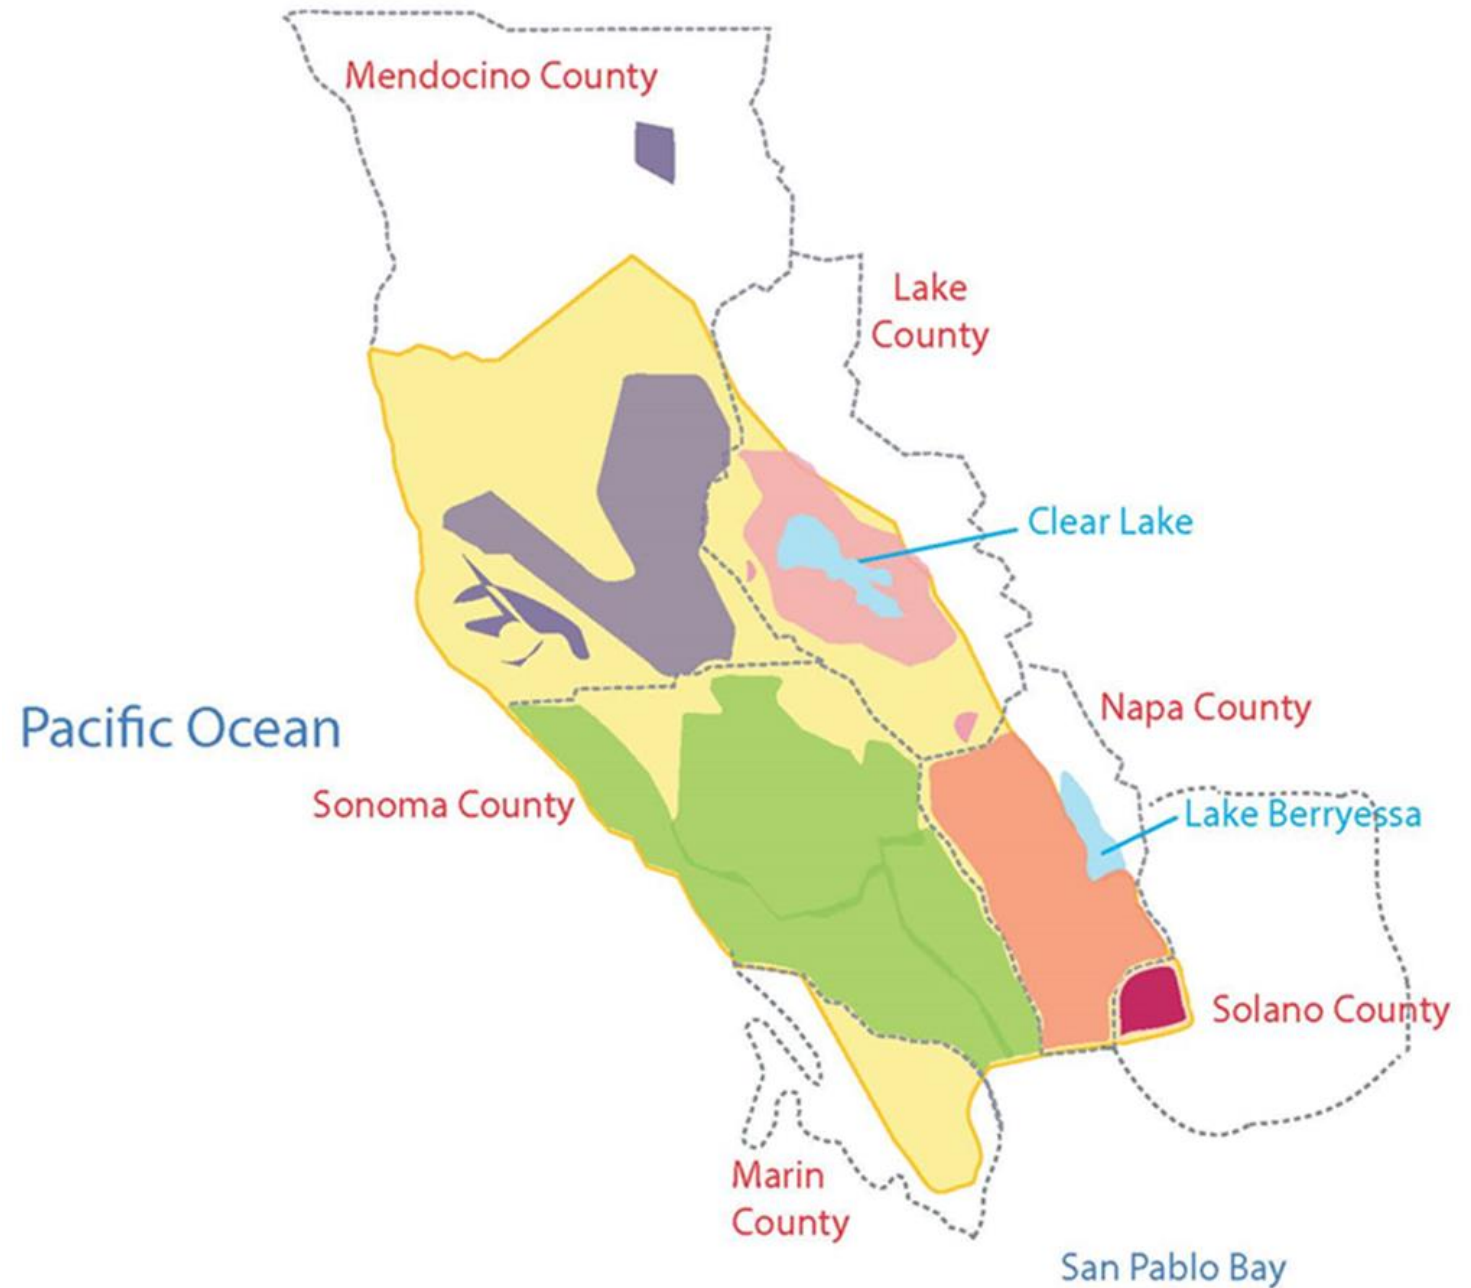 Mendocino County
Lake
County
Clear Lake
Napa County
Pacific Ocean
Sonoma County
Lake Berryessa
Solano County
Marin
County
San Pablo Bay